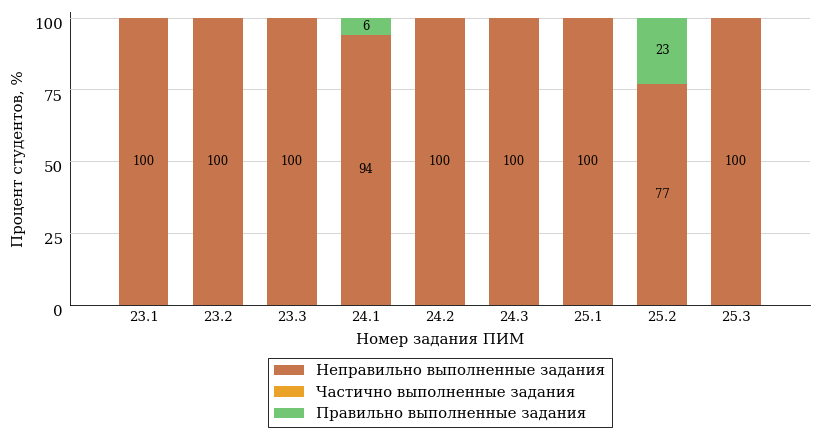 Процент студентов, %
100
75
50
25
0
100
100
100
6
94
100
100
100
23
77
100
23.1 23.2 23.3 24.1 24.2 24.3 25.1 25.2 25.3
Номер задания ПИМ
Неправильно выполненные задания
Частично выполненные задания
Правильно выполненные задания